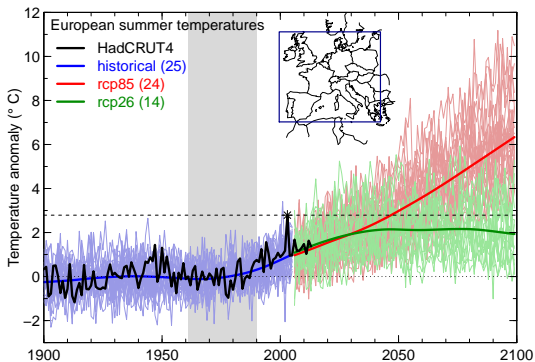 European summer temperatures
HadCRUT4
historical (25)
rcp85 (24)
rcp26 (14)
Temperature anomaly (° C)
12
10
8
6
4
2
0
−2
1900
1950
2000
2050
2100